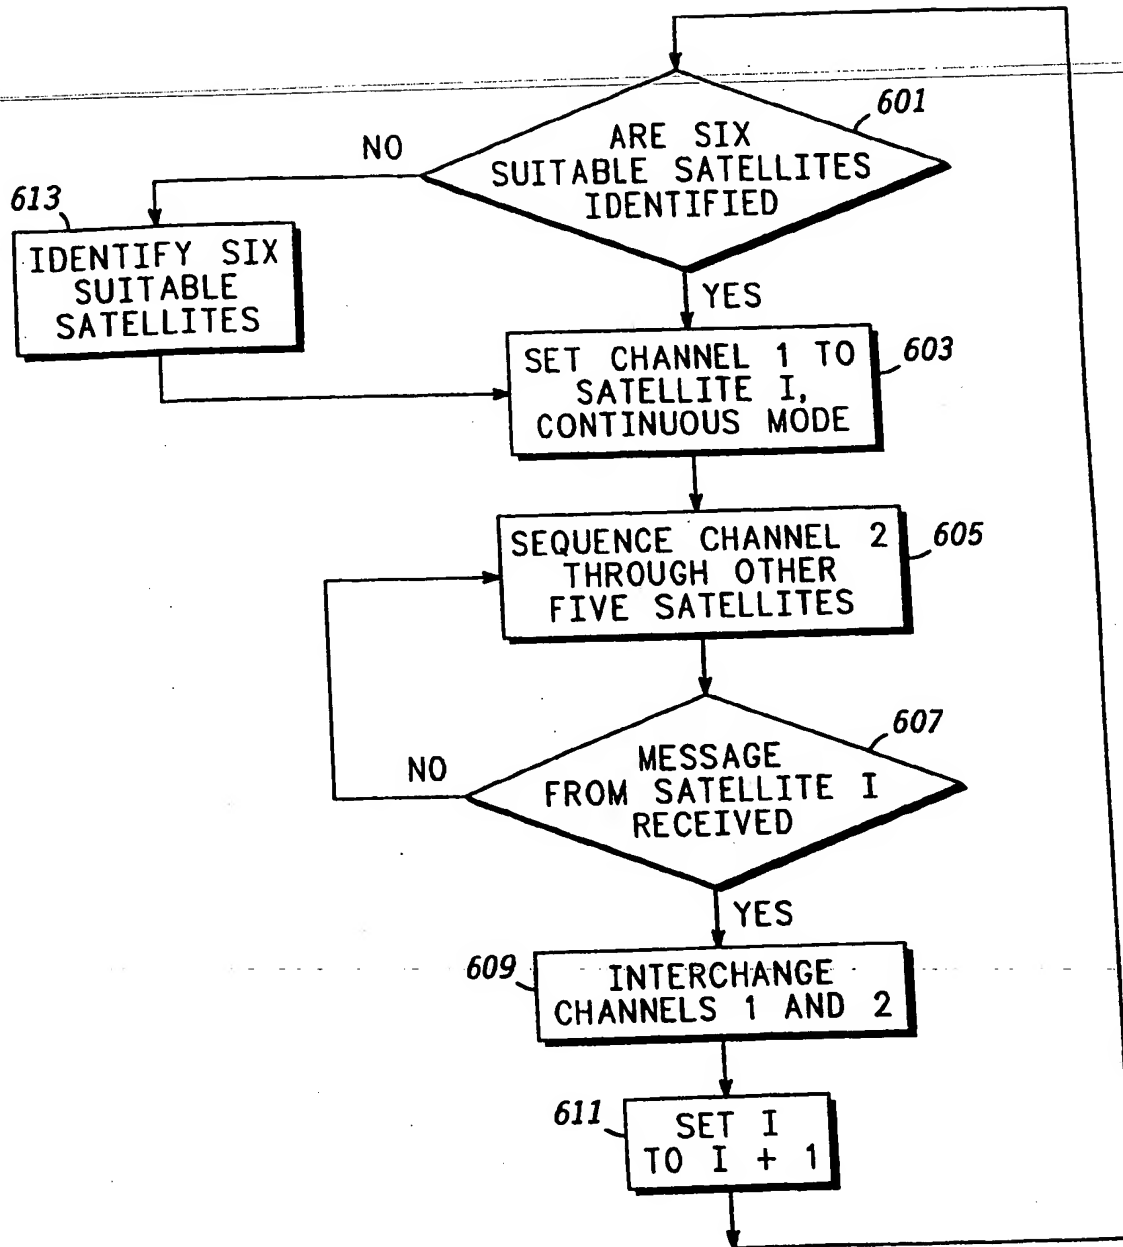 601
ARE SIX
SUITABLE SATELLITES
IDENTIFIED
NO
613
IDENTIFY SIX
SUITABLE
SATELLITES
YES
SET CHANNEL 1 TO
SATELLITE I,
CONTINUOUS MODE
603
SEQUENCE CHANNEL 2
THROUGH OTHER
FIVE SATELLITES
605
607
MESSAGE
FROM SATELLITE I
RECEIVED
NO
YES
609
INTERCHANGE
CHANNELS 1 AND 2
611
SET I
TO I + 1